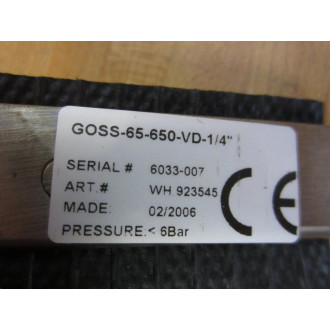 GOSS-65-650-VD-1/4"
SERIAL # 6033-007
ART.# WH 923545
MADE: 02/2006
PRESSURE: < 6Bar
CE